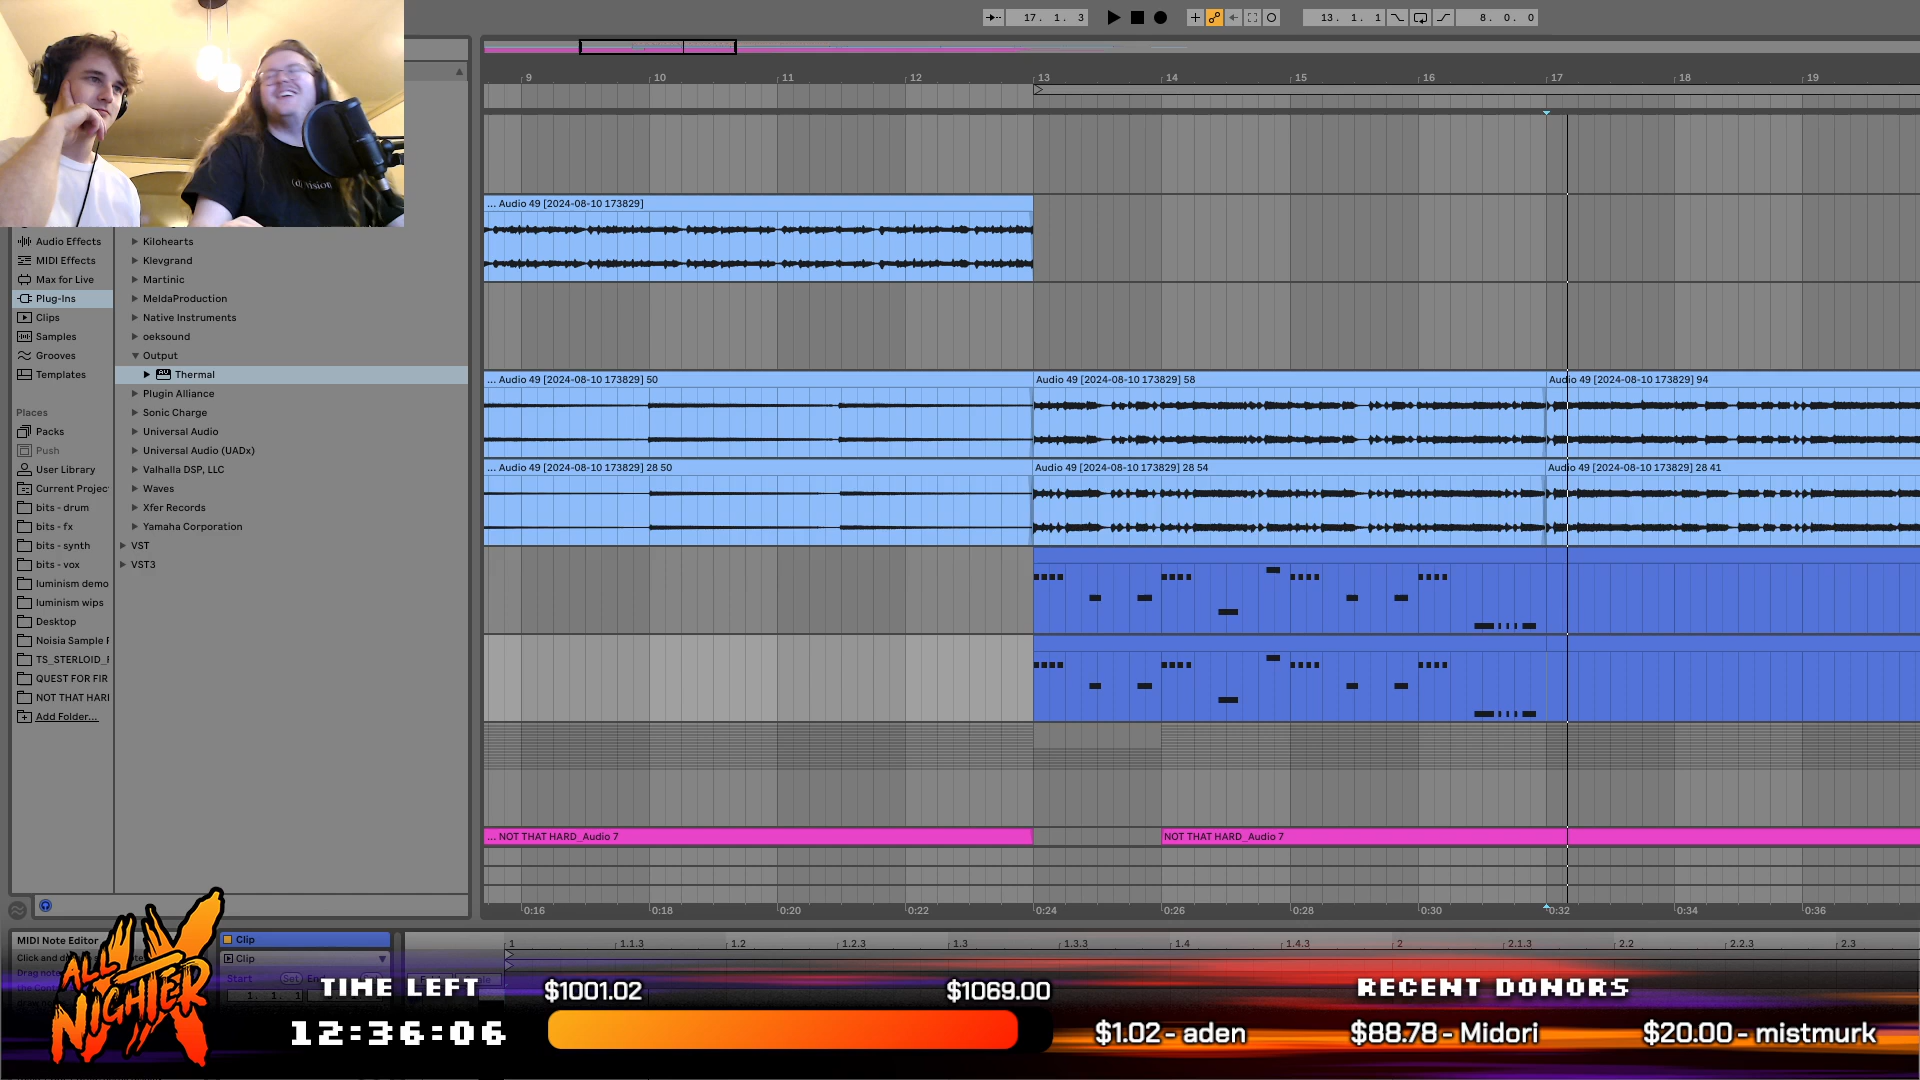 17. 1. 3
13. 1. 1
8. 0. 0
9
10
11
12
13
14
15
16
17
18
19
... Audio 49 [2024-08-10 173829]
... Audio 49 [2024-08-10 173829] 50
Audio 49 [2024-08-10 173829] 58
Audio 49 [2024-08-10 173829] 94
... Audio 49 [2024-08-10 173829] 28 50
Audio 49 [2024-08-10 173829] 28 54
Audio 49 [2024-08-10 173829] 28 41
Audio Effects
MIDI Effects
Max for Live
Plug-Ins
Clips
Samples
Grooves
Templates
Places
Packs
Push
User Library
Current Projec
bits - drum
bits - fx
bits - synth
bits - vox
luminism demo
luminism wips
Desktop
Noisia Sample F
TS_STERLOID_F
QUEST FOR FIR
NOT THAT HARI
Add Folder...
Kilohearts
Klevgrand
Martinic
MeldaProduction
Native Instruments
oeksound
Output
Thermal
Plugin Alliance
Sonic Charge
Universal Audio
Universal Audio (UADx)
Valhalla DSP, LLC
Waves
Xfer Records
Yamaha Corporation
VST
VST3
... NOT THAT HARD_Audio 7
NOT THAT HARD_Audio 7
0:16
0:18
0:20
0:22
0:24
0:26
0:28
0:30
0:32
0:34
0:36
MIDI Note Editor
Clip
Clip
Start
Set
1
1.1.3
1.2
1.2.3
1.3
1.3.3
1.4
1.4.3
2
2.1.3
2.2
2.2.3
2.3
ALL
NIGHTER
X
TIME LEFT
12:36:06
$1001.02
$1069.00
RECENT DONORS
$1.02 - aden
$88.78 - Midori
$20.00 - mistmurk